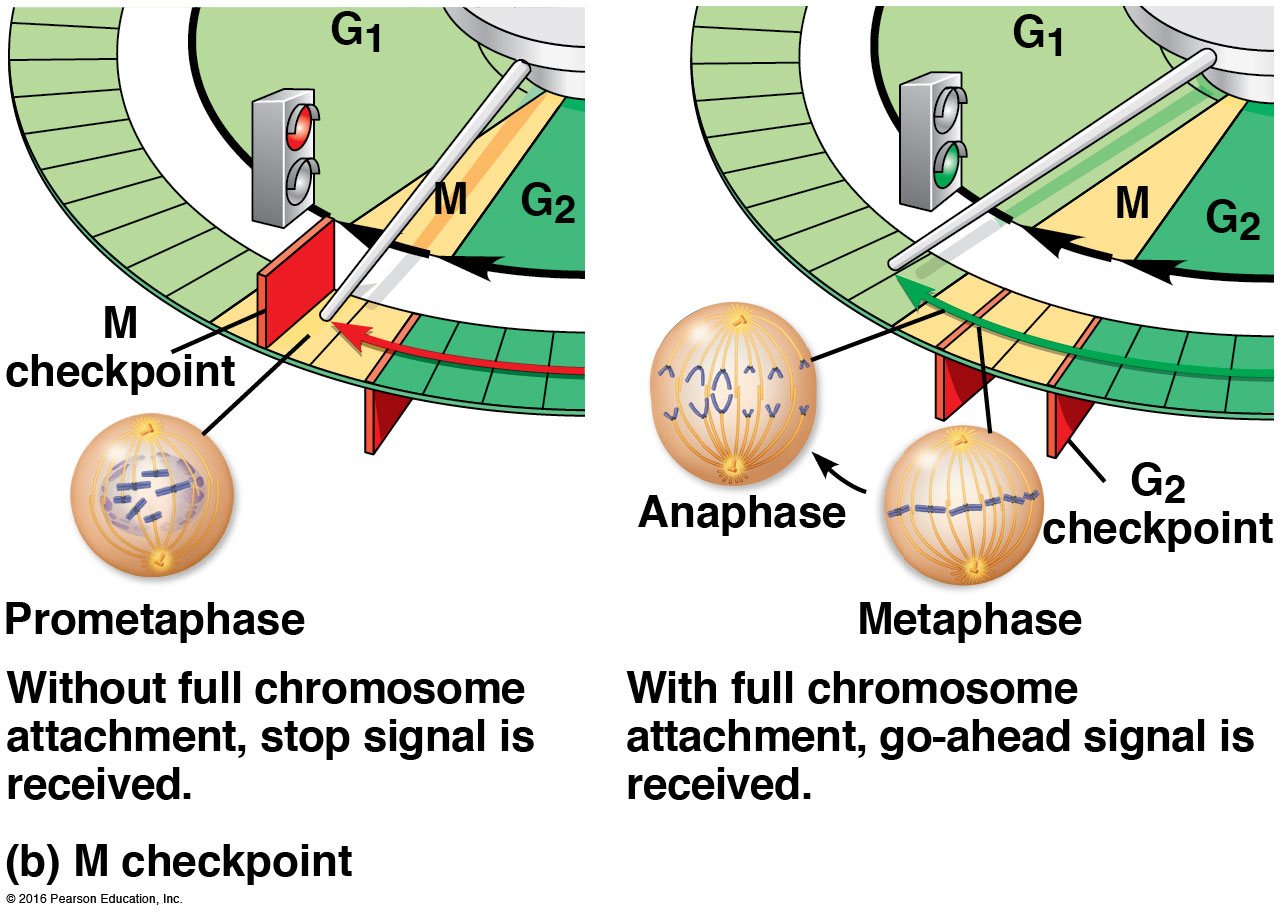 G1
M
G2
M
checkpoint
Prometaphase
Without full chromosome
attachment, stop signal is
received.
G1
M
G2
Anaphase
G2
checkpoint
Metaphase
With full chromosome
attachment, go-ahead signal is
received.
(b) M checkpoint
© 2016 Pearson Education, Inc.